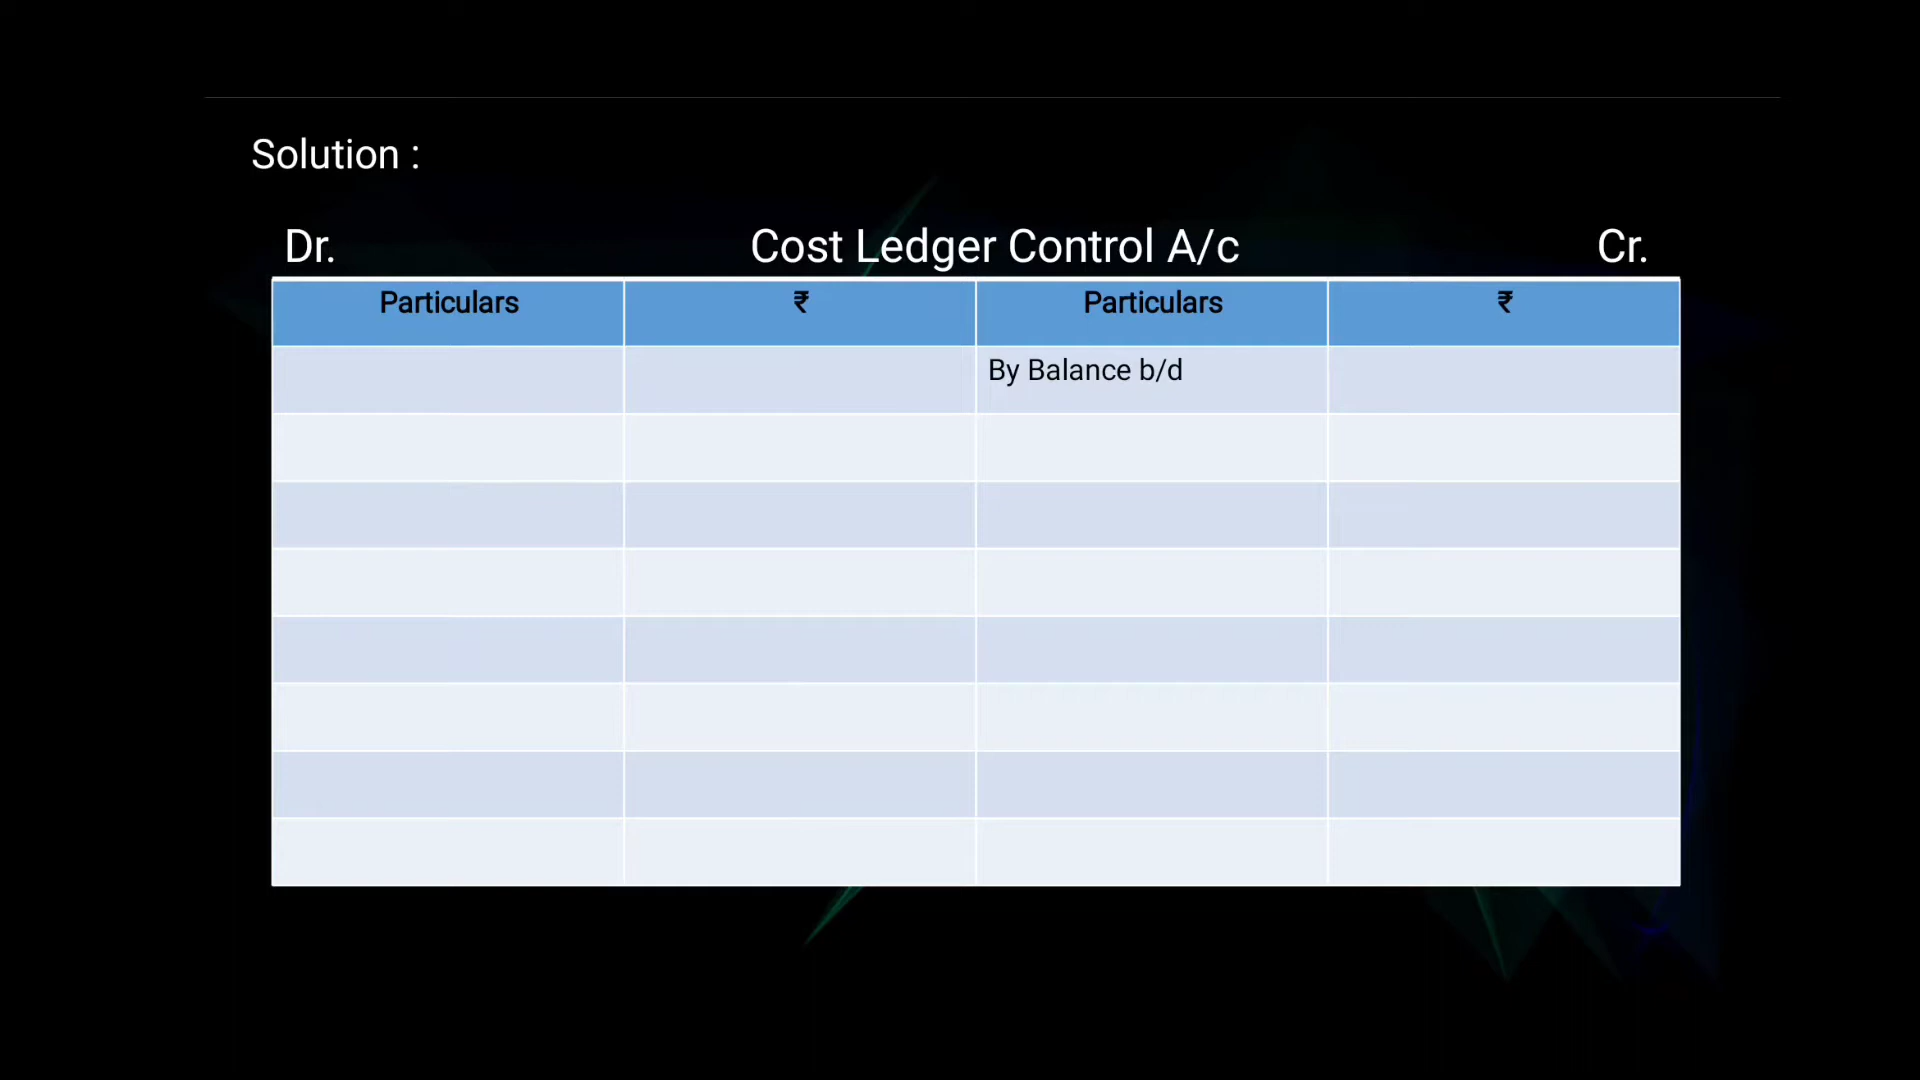 Solution :
Dr. Cost Ledger Control A/c Cr.
Particulars ₹ Particulars ₹
By Balance b/d